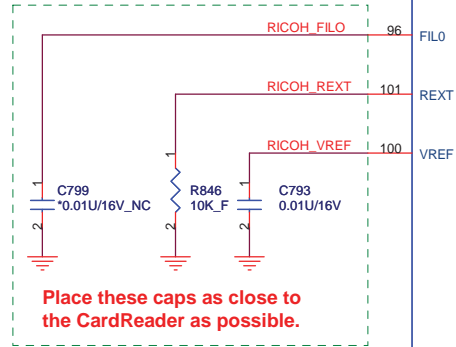 RICOH_FILO 96 FIL0
RICOH_REXT 101 REXT
RICOH_VREF 100 VREF
1 1 1
C799 R846 C793
*0.01U/16V_NC 10K_F 0.01U/16V
2 2 2
Place these caps as close to
the CardReader as possible.